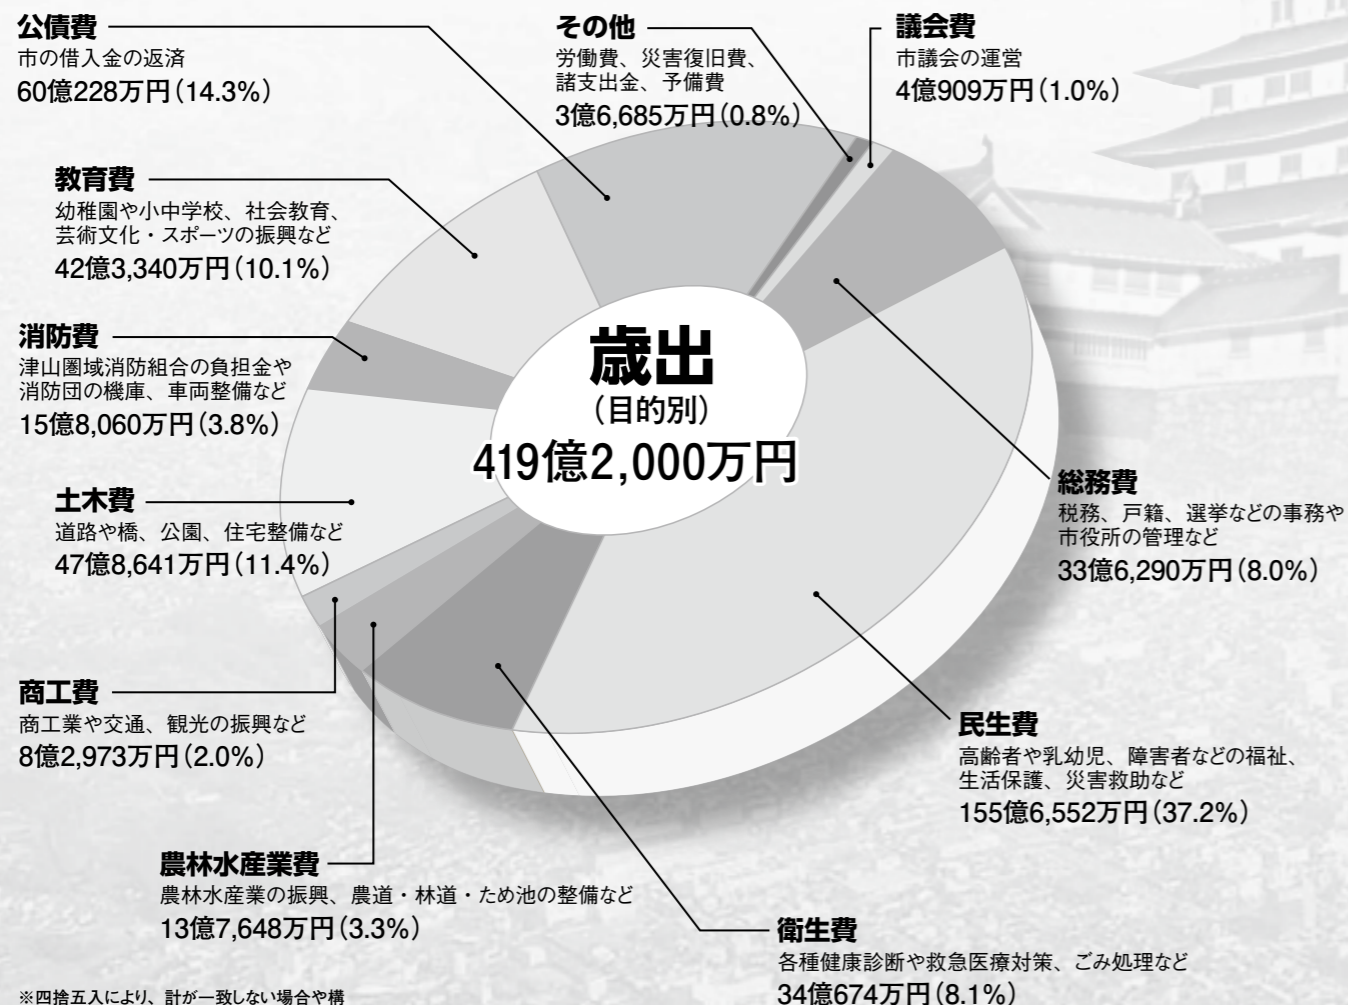 公債費
市の借入金の返済
60億228万円(14.3%)
その他
労働費、災害復旧費、
諸支出金、予備費
3億6,685万円(0.8%)
議会費
市議会の運営
4億909万円(1.0%)
教育費
幼稚園や小中学校、社会教育、
芸術文化・スポーツの振興など
42億3,340万円(10.1%)
消防費
津山圏域消防組合の負担金や
消防団の機庫、車両整備など
15億8,060万円(3.8%)
歳出
(目的別)
419億2,000万円
土木費
道路や橋、公園、住宅整備など
47億8,641万円(11.4%)
総務費
税務、戸籍、選挙などの事務や
市役所の管理など
33億6,290万円(8.0%)
商工費
商工業や交通、観光の振興など
8億2,973万円(2.0%)
民生費
高齢者や乳幼児、障害者などの福祉、
生活保護、災害救助など
155億6,552万円(37.2%)
農林水産業費
農林水産業の振興、農道・林道・ため池の整備など
13億7,648万円(3.3%)
衛生費
各種健康診断や救急医療対策、ごみ処理など
34億674万円(8.1%)
※四捨五入により、計が一致しない場合や構